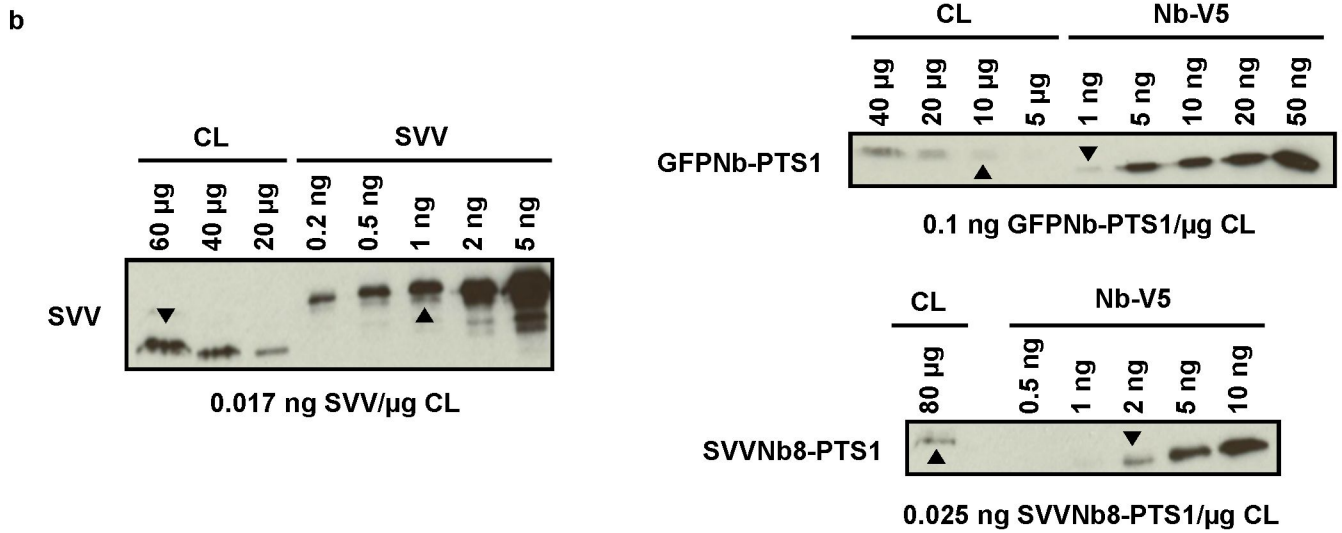 b
CL SVV
60 µg 40 µg 20 µg 0.2 ng 0.5 ng 1 ng 2 ng 5 ng
SVV
0.017 ng SVV/µg CL
CL Nb-V5
40 µg 20 µg 10 µg 5 µg 1 ng 5 ng 10 ng 20 ng 50 ng
GFPNb-PTS1
0.1 ng GFPNb-PTS1/µg CL
CL Nb-V5
80 µg 0.5 ng 1 ng 2 ng 5 ng 10 ng
SVVNb8-PTS1
0.025 ng SVVNb8-PTS1/µg CL